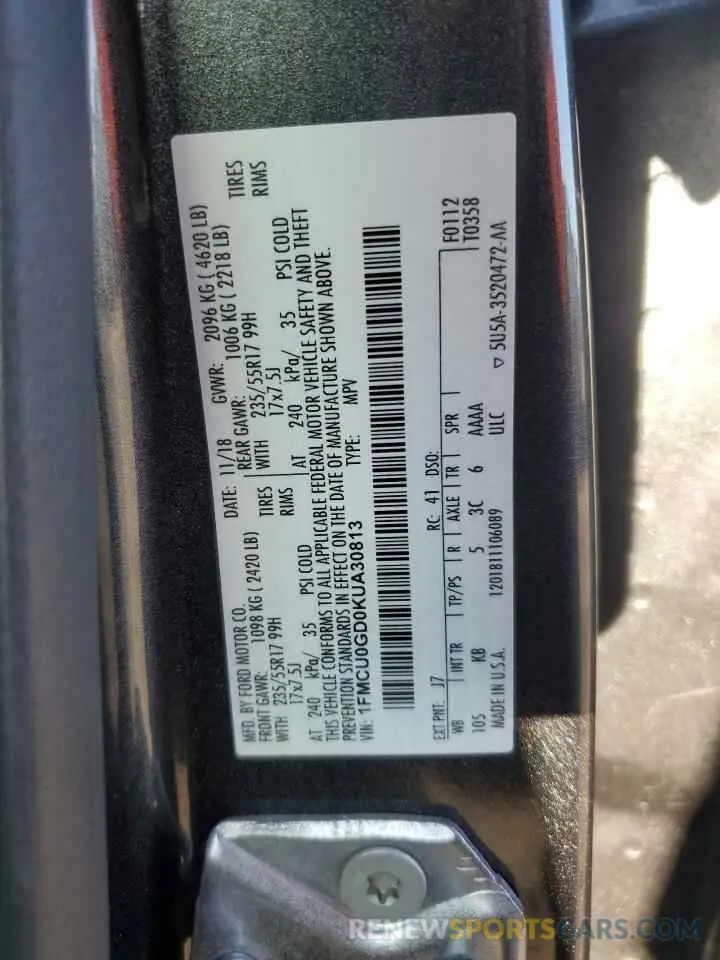 MFD. BY FORD MOTOR CO. DATE: 11/18 GVWR: 2096 KG ( 4620 LB)
FRONT GAWR: 1098 KG ( 2420 LB) REAR GAWR: 1006 KG ( 2218 LB)
WITH 235/55R17 99H TIRES WITH 235/55R17 99H TIRES
17x7.5J RIMS 17x7.5J RIMS
AT 240 kPa/ 35 PSI COLD AT 240 kPa/ 35 PSI COLD
THIS VEHICLE CONFORMS TO ALL APPLICABLE FEDERAL MOTOR VEHICLE SAFETY AND THEFT
PREVENTION STANDARDS IN EFFECT ON THE DATE OF MANUFACTURE SHOWN ABOVE.
VIN: 1FMCU0GD0KUA30813 TYPE: MPV
EXT PNT: J7 RC: 41 DSO: F0112
T0358
WB INT TR TP/PS R AXLE TR SPR
105 KB 5 3C 6 AAAA
MADE IN U.S.A. 1201811106089 ULC ▽ 5U5A-3520472-AA
RENEWSPORTSCARS.COM